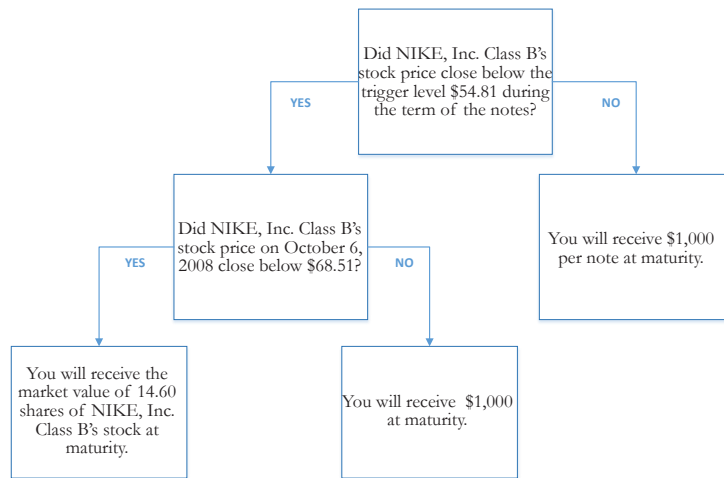 Did NIKE, Inc. Class B's
stock price close below the
trigger level $54.81 during
the term of the notes?
YES
NO
Did NIKE, Inc. Class B's
stock price on October 6,
2008 close below $68.51?
You will receive $1,000
per note at maturity.
YES
NO
You will receive the
market value of 14.60
shares of NIKE, Inc.
Class B's stock at
maturity.
You will receive $1,000
at maturity.